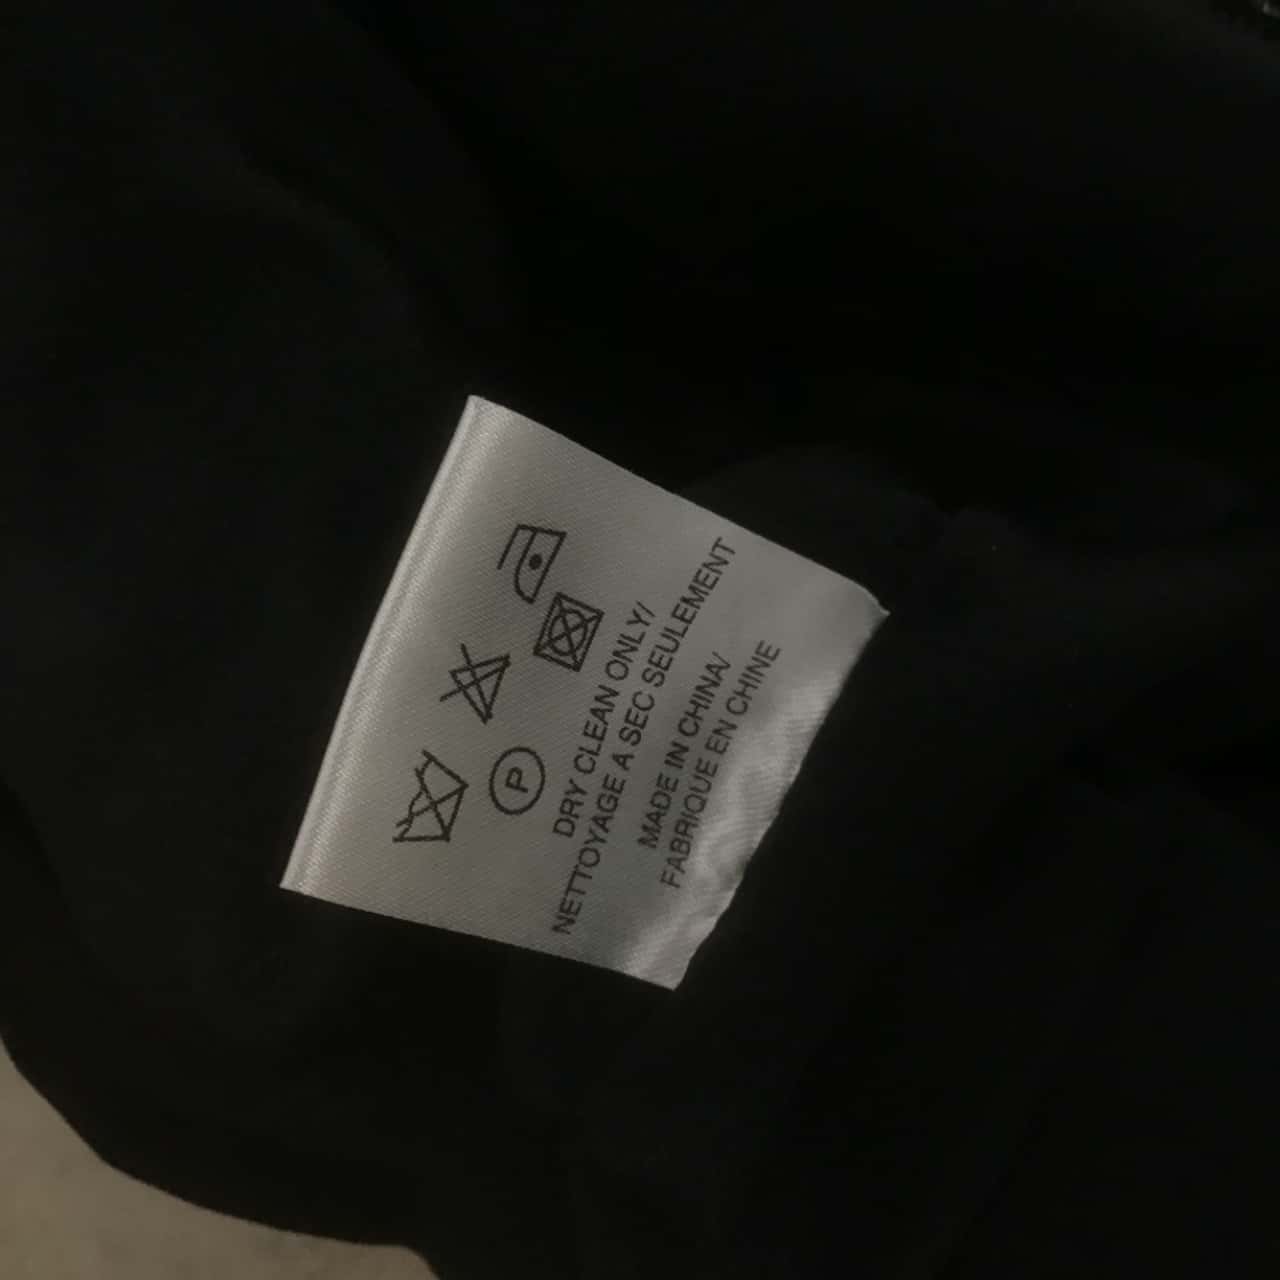 P
DRY CLEAN ONLY/
NETTOYAGE A SEC SEULEMENT
MADE IN CHINA/
FABRIQUE EN CHINE